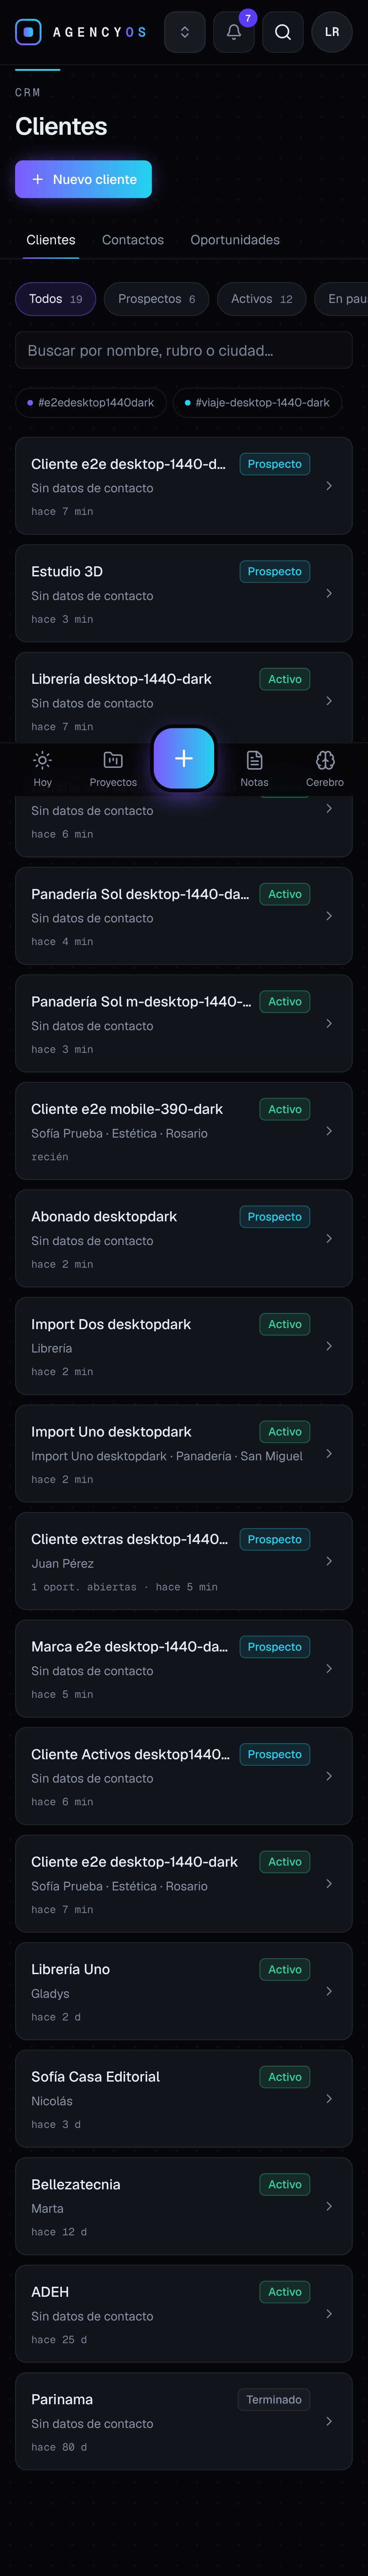 AGENCYOS
7
LR
CRM
Clientes
Nuevo cliente
Clientes Contactos Oportunidades
Todos 19 Prospectos 6 Activos 12 En pau
Buscar por nombre, rubro o ciudad...
#e2edesktop1440dark #viaje-desktop-1440-dark
Cliente e2e desktop-1440-d... Prospecto
Sin datos de contacto
hace 7 min
Estudio 3D Prospecto
Sin datos de contacto
hace 3 min
Librería desktop-1440-dark Activo
Sin datos de contacto
hace 7 min
Hoy Proyectos Notas Cerebro
Sin datos de contacto
hace 6 min
Panadería Sol desktop-1440-da... Activo
Sin datos de contacto
hace 4 min
Panadería Sol m-desktop-1440-... Activo
Sin datos de contacto
hace 3 min
Cliente e2e mobile-390-dark Activo
Sofía Prueba · Estética · Rosario
recién
Abonado desktopdark Prospecto
Sin datos de contacto
hace 2 min
Import Dos desktopdark Activo
Librería
hace 2 min
Import Uno desktopdark Activo
Import Uno desktopdark · Panadería · San Miguel
hace 2 min
Cliente extras desktop-1440... Prospecto
Juan Pérez
1 oport. abiertas · hace 5 min
Marca e2e desktop-1440-da... Prospecto
Sin datos de contacto
hace 5 min
Cliente Activos desktop1440... Prospecto
Sin datos de contacto
hace 6 min
Cliente e2e desktop-1440-dark Activo
Sofía Prueba · Estética · Rosario
hace 7 min
Librería Uno Activo
Gladys
hace 2 d
Sofía Casa Editorial Activo
Nicolás
hace 3 d
Bellezatecnia Activo
Marta
hace 12 d
ADEH Activo
Sin datos de contacto
hace 25 d
Parinama Terminado
Sin datos de contacto
hace 80 d